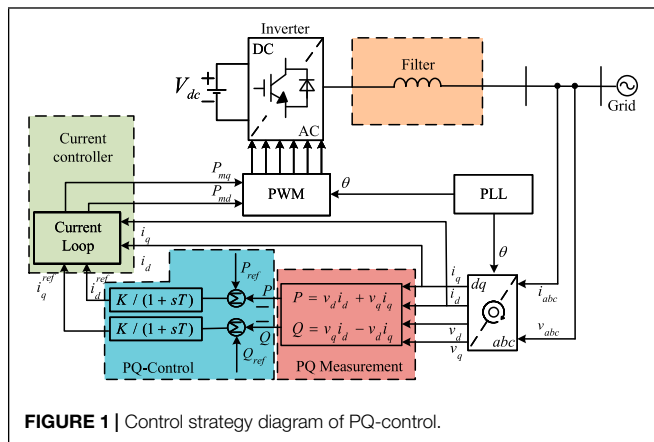 Inverter
DC
AC
V_dc
+
−
Filter
Grid
Current
controller
P_mq
P_md
PWM
θ
PLL
θ
Current
Loop
i_q
i_d
i_q^ref
i_d^ref
P_ref
K / (1+sT)
Σ
P
−
K / (1+sT)
Σ
Q
−
Q_ref
PQ-Control
P = v_d i_d + v_q i_q
Q = v_q i_d − v_d i_q
PQ Measurement
i_q
i_d
v_d
v_q
dq
abc
i_abc
v_abc
FIGURE 1 | Control strategy diagram of PQ-control.